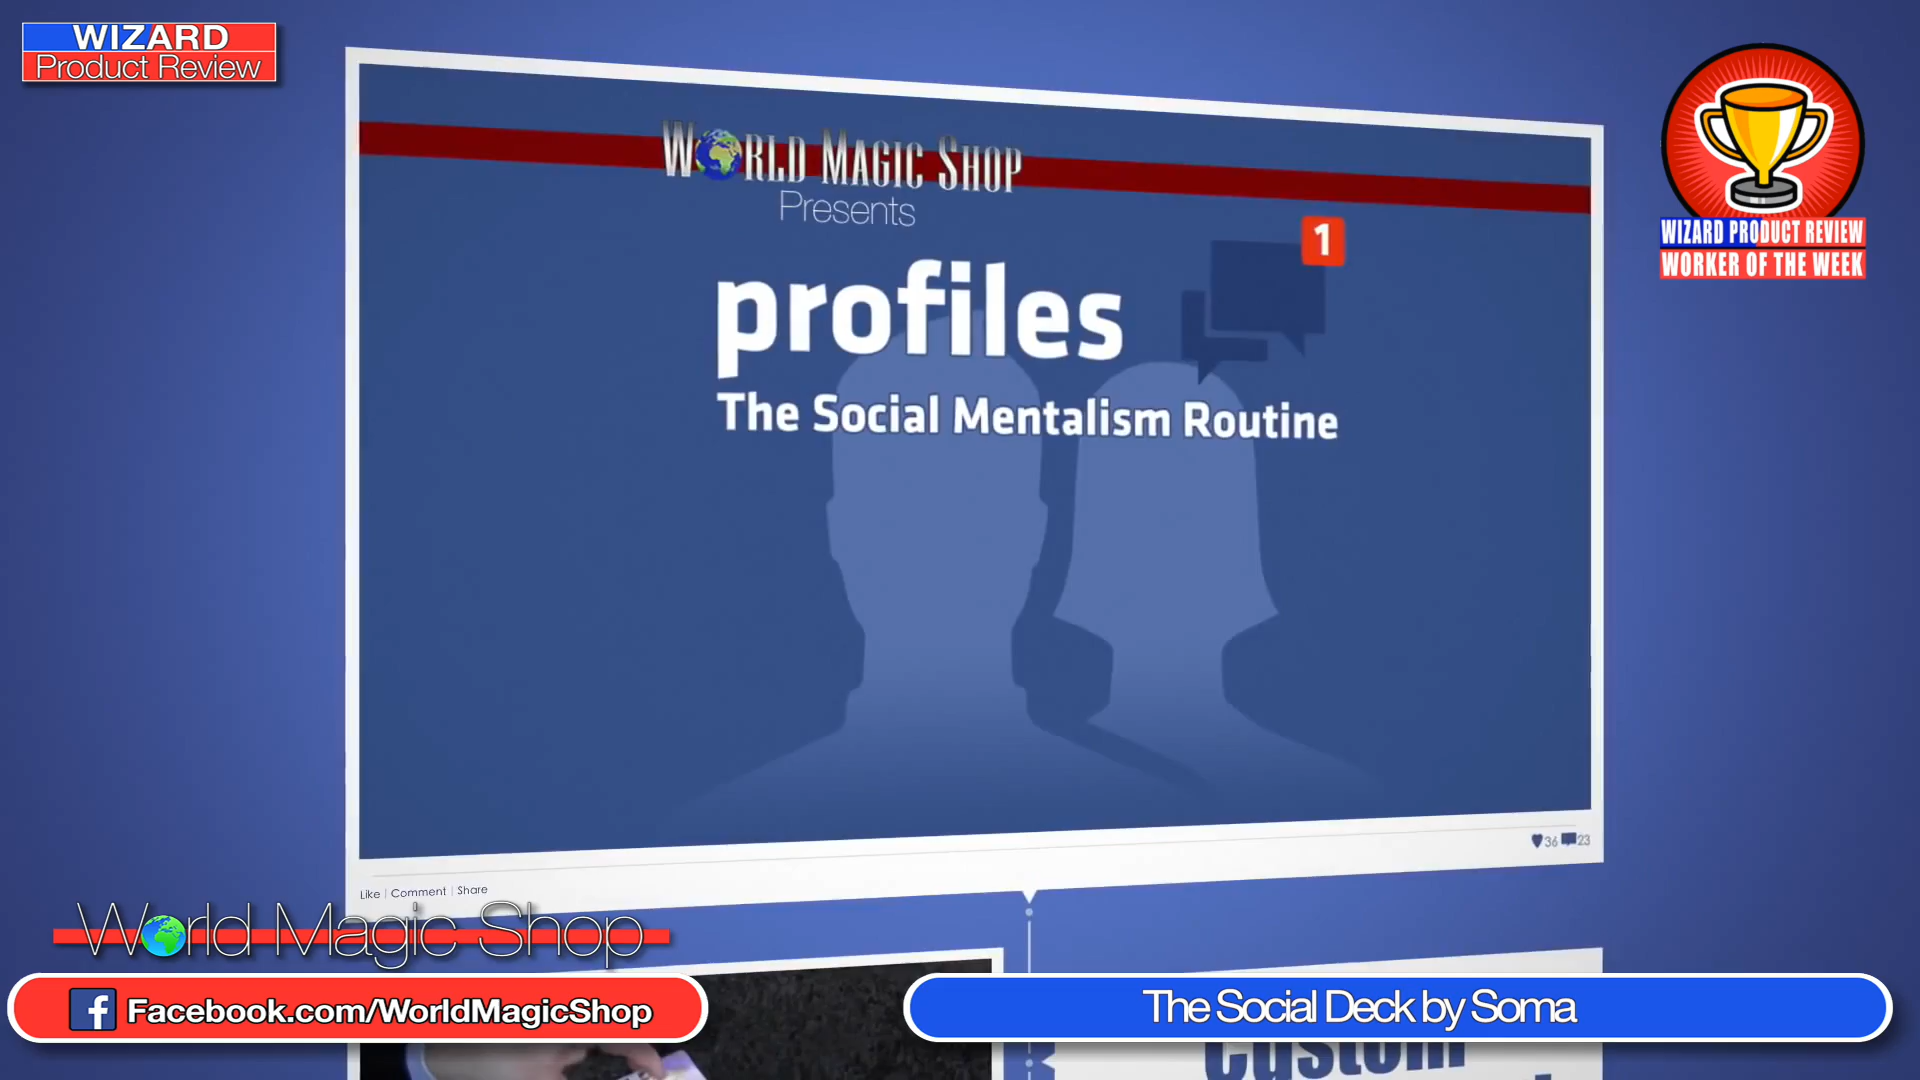 WIZARD
Product Review
WORLD MAGIC SHOP
Presents
1
profiles
The Social Mentalism Routine
WIZARD PRODUCT REVIEW
WORKER OF THE WEEK
36 23
Like | Comment | Share
World Magic Shop
f Facebook.com/WorldMagicShop
The Social Deck by Soma
Custom